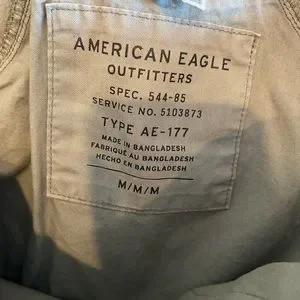 AMERICAN EAGLE
OUTFITTERS
SPEC. 544-85
SERVICE NO. 5103873
TYPE AE-177
MADE IN BANGLADESH
FABRIQUÉ AU BANGLADESH
HECHO EN BANGLADESH
M/M/M